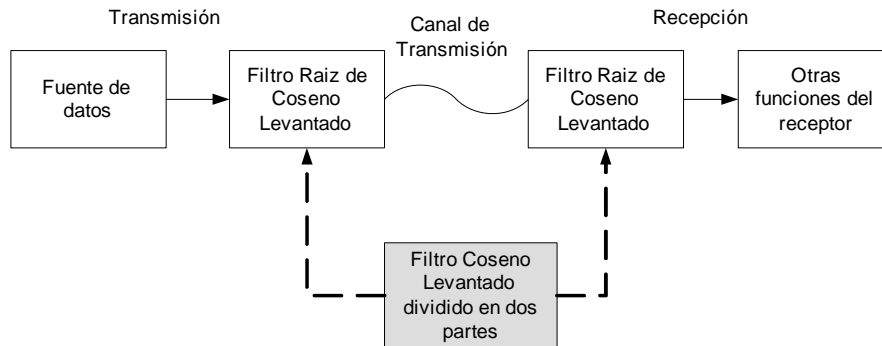 Transmisión
Canal de
Transmisión
Recepción
Fuente de
datos
Filtro Raiz de
Coseno
Levantado
Filtro Raiz de
Coseno
Levantado
Otras
funciones del
receptor
Filtro Coseno
Levantado
dividido en dos
partes